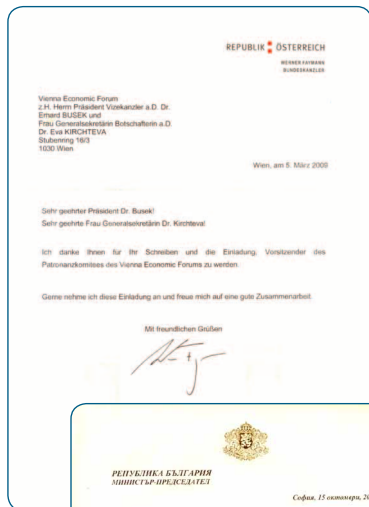 REPUBLIK ÖSTERREICH
WERNER FAYMANN
BUNDESKANZLER
Vienna Economic Forum
z.H. Herrn Präsident Vizekanzler a.D. Dr.
Erhard BUSEK und
Frau Generalsekretärin Botschafterin a.D.
Dr. Eva KIRCHTEVA
Stubenring 16/3
1030 Wien
Wien, am 5. März 2009
Sehr geehrter Präsident Dr. Busek!
Sehr geehrte Frau Generalsekretärin Dr. Kirchteva!
Ich danke Ihnen für Ihr Schreiben und die Einladung, Vorsitzender des
Patronanzkomitees des Vienna Economic Forums zu werden.
Gerne nehme ich diese Einladung an und freue mich auf eine gute Zusammenarbeit.
Mit freundlichen Grüßen
РЕПУБЛИКА БЪЛГАРИЯ
МИНИСТЪР-ПРЕДСЕДАТЕЛ
София, 15 октомври, 20